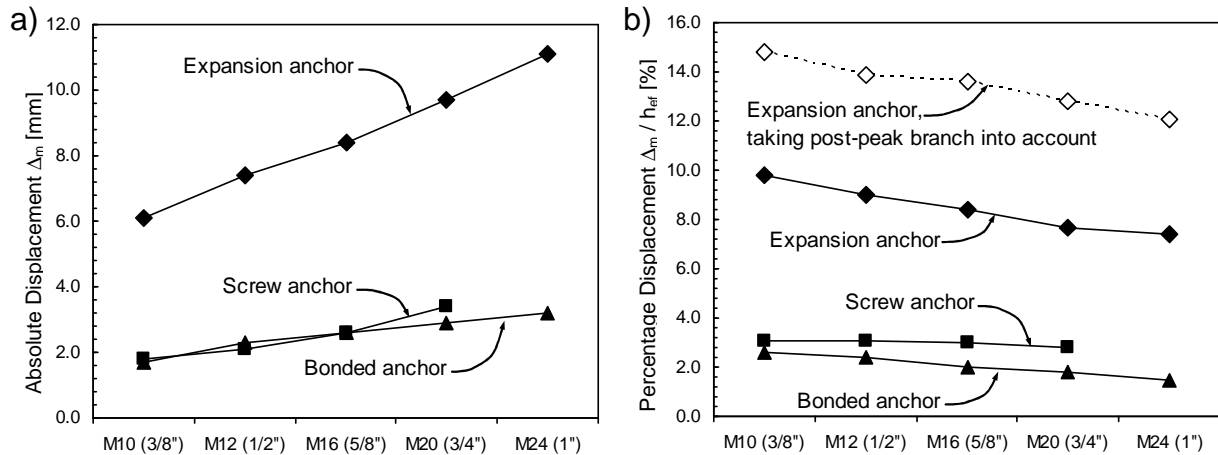 a)
Absolute Displacement Δm [mm]
12.0
10.0
8.0
6.0
4.0
2.0
0.0
Expansion anchor
Screw anchor
Bonded anchor
M10 (3/8") M12 (1/2") M16 (5/8") M20 (3/4") M24 (1")
b)
Percentage Displacement Δm / hef [%]
16.0
14.0
12.0
10.0
8.0
6.0
4.0
2.0
0.0
Expansion anchor,
taking post-peak branch into account
Expansion anchor
Screw anchor
Bonded anchor
M10 (3/8") M12 (1/2") M16 (5/8") M20 (3/4") M24 (1")